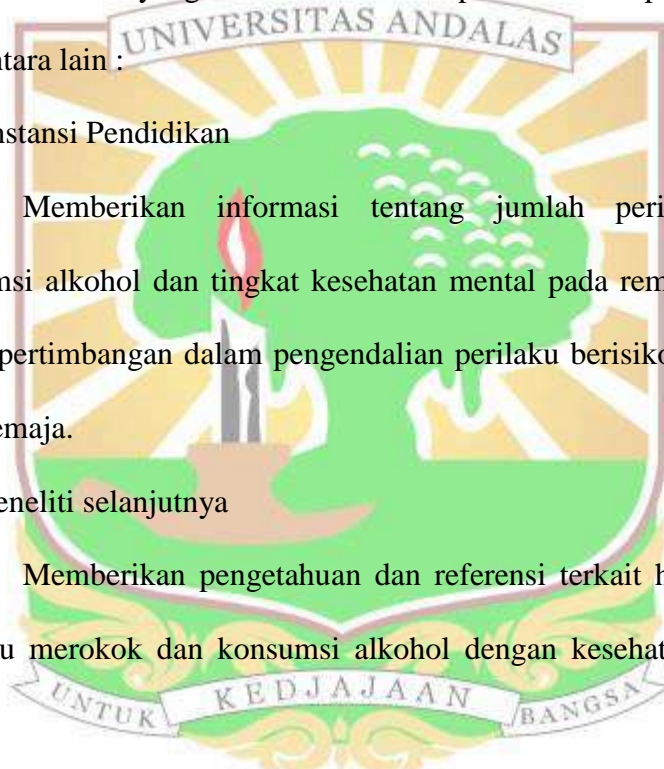 UNIVERSITAS ANDALAS
ntara lain :
nstansi Pendidikan
Memberikan informasi tentang jumlah peri
nsi alkohol dan tingkat kesehatan mental pada rem
pertimbangan dalam pengendalian perilaku berisiko
emaja.
eneliti selanjutnya
Memberikan pengetahuan dan referensi terkait h
u merokok dan konsumsi alkohol dengan kesehat
UNTUK KEDJAJAAN BANGSA